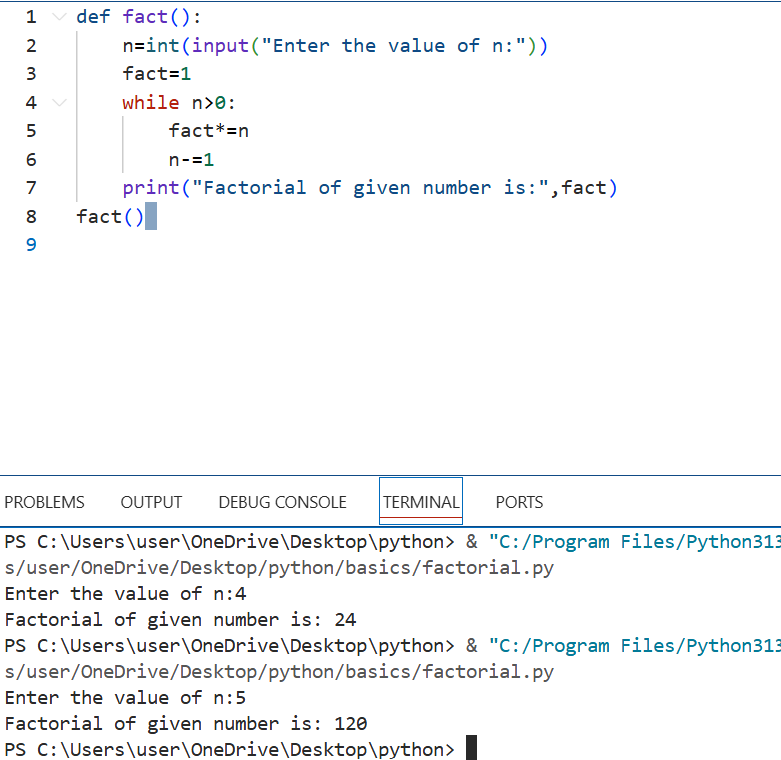 1 def fact():
2     n=int(input("Enter the value of n:"))
3     fact=1
4     while n>0:
5         fact*=n
6         n-=1
7     print("Factorial of given number is:",fact)
8 fact()
9
PROBLEMS OUTPUT DEBUG CONSOLE TERMINAL PORTS
PS C:\Users\user\OneDrive\Desktop\python> & "C:/Program Files/Python313
s/user/OneDrive/Desktop/python/basics/factorial.py
Enter the value of n:4
Factorial of given number is: 24
PS C:\Users\user\OneDrive\Desktop\python> & "C:/Program Files/Python313
s/user/OneDrive/Desktop/python/basics/factorial.py
Enter the value of n:5
Factorial of given number is: 120
PS C:\Users\user\OneDrive\Desktop\python>